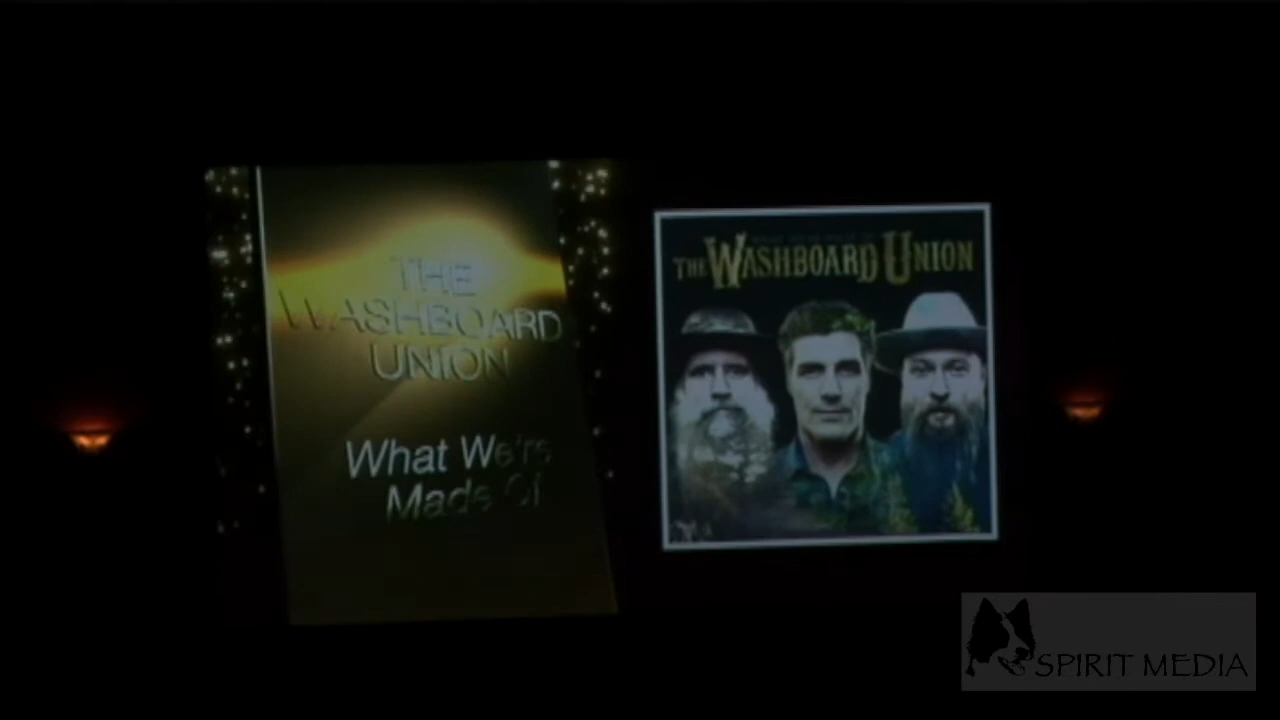 THE
WASHBOARD
UNION
What We're
Made Of
THE WASHBOARD UNION
SPIRIT MEDIA